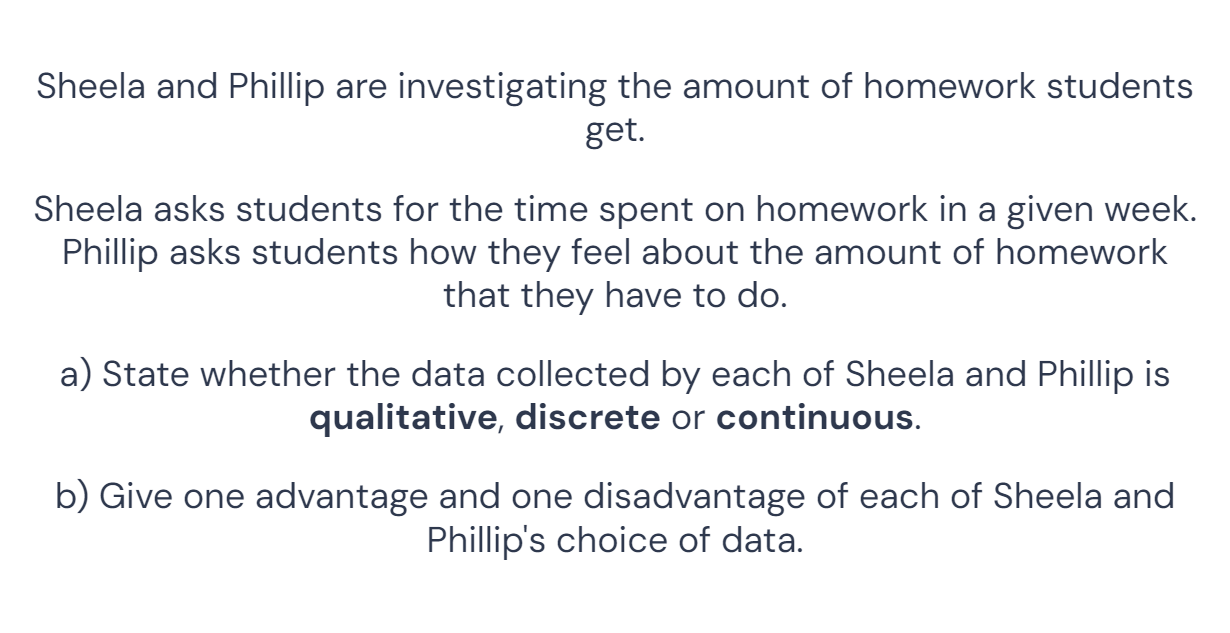 Sheela and Phillip are investigating the amount of homework students
get.
Sheela asks students for the time spent on homework in a given week.
Phillip asks students how they feel about the amount of homework
that they have to do.
a) State whether the data collected by each of Sheela and Phillip is
qualitative, discrete or continuous.
b) Give one advantage and one disadvantage of each of Sheela and
Phillip's choice of data.